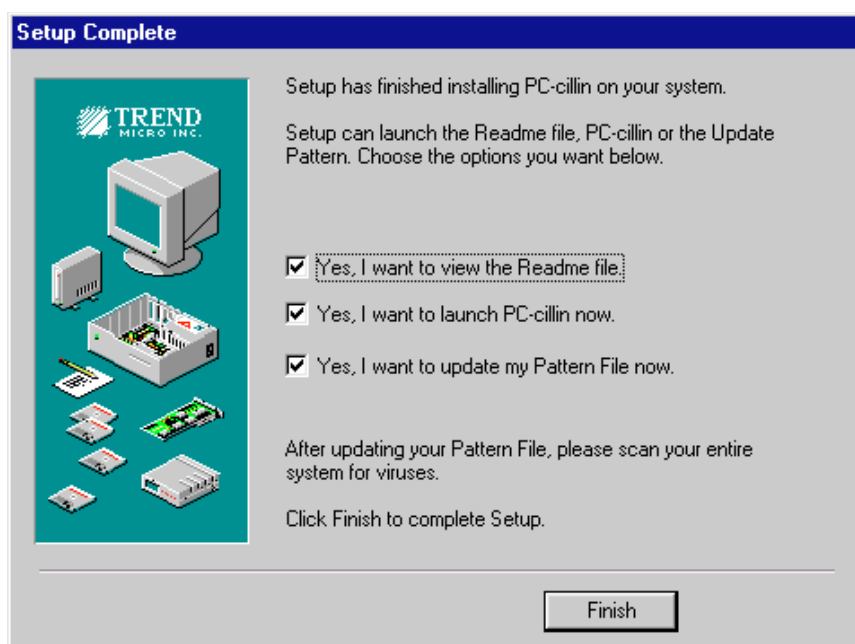 Setup Complete
TREND
MICRO INC.
Setup has finished installing PC-cillin on your system.
Setup can launch the Readme file, PC-cillin or the Update
Pattern. Choose the options you want below.
Yes, I want to view the Readme file.
Yes, I want to launch PC-cillin now.
Yes, I want to update my Pattern File now.
After updating your Pattern File, please scan your entire
system for viruses.
Click Finish to complete Setup.
Finish